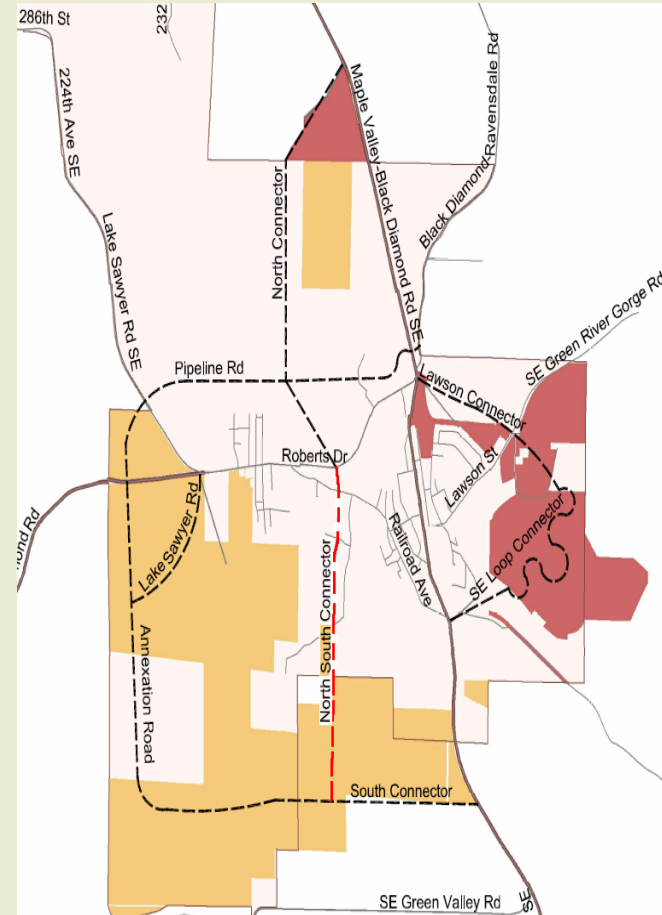 286th St
232
224th Ave SE
Maple Valley-Black Diamond Rd SE
Black Diamond-Ravensdale Rd
Lake Sawyer Rd SE
North Connector
Pipeline Rd
SE Green River Gorge Rd
Lawson Connector
Roberts Dr
Lawson St
mond Rd
Lake Sawyer Rd
Railroad Ave
SE Loop Connector
Annexation Road
North South Connector
South Connector
SE Green Valley Rd
SE